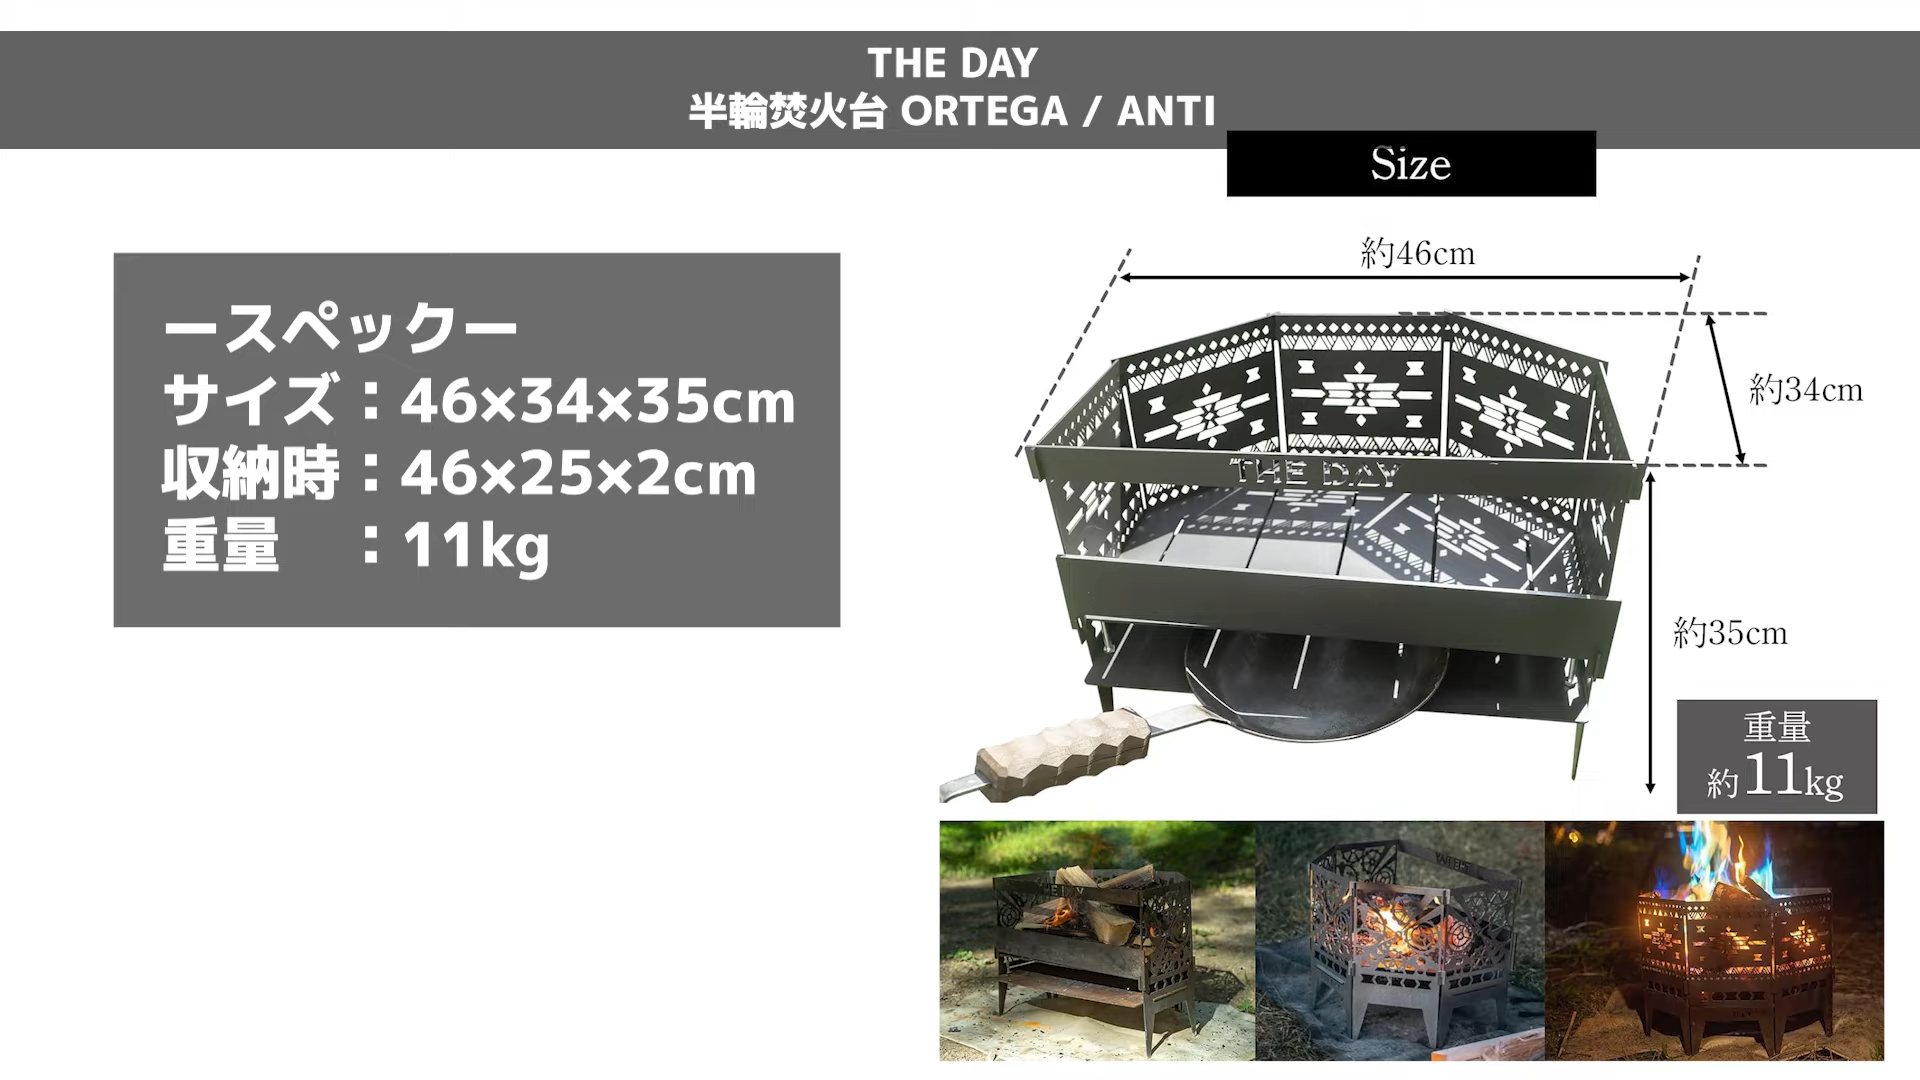 THE DAY
半輪焚火台 ORTEGA / ANTI
Size
ースペックー
サイズ：46×34×35cm
収納時：46×25×2cm
重量　：11kg
約46cm
約34cm
THE DAY
約35cm
重量
約11kg
THE DAY